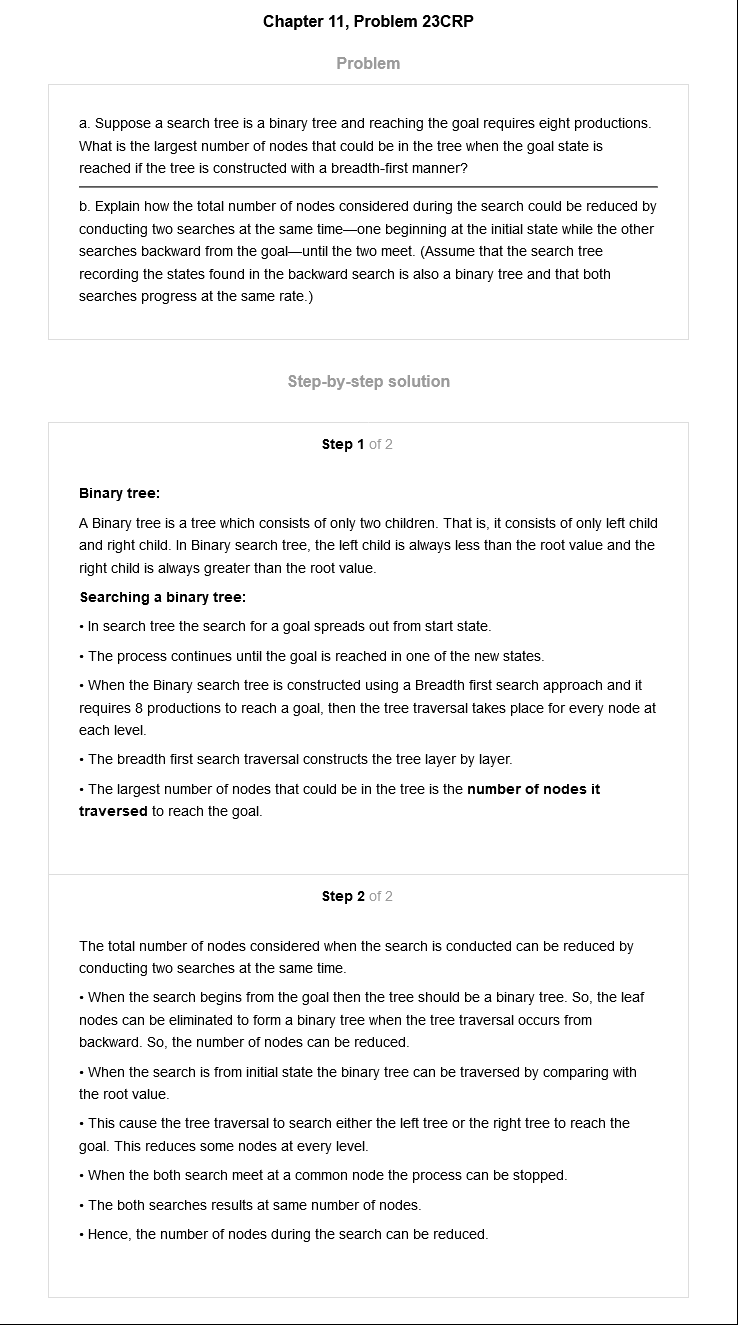 Chapter 11, Problem 23CRP
Problem
a. Suppose a search tree is a binary tree and reaching the goal requires eight productions.
What is the largest number of nodes that could be in the tree when the goal state is
reached if the tree is constructed with a breadth-first manner?
b. Explain how the total number of nodes considered during the search could be reduced by
conducting two searches at the same time—one beginning at the initial state while the other
searches backward from the goal—until the two meet. (Assume that the search tree
recording the states found in the backward search is also a binary tree and that both
searches progress at the same rate.)
Step-by-step solution
Step 1 of 2
Binary tree:
A Binary tree is a tree which consists of only two children. That is, it consists of only left child
and right child. In Binary search tree, the left child is always less than the root value and the
right child is always greater than the root value.
Searching a binary tree:
• In search tree the search for a goal spreads out from start state.
• The process continues until the goal is reached in one of the new states.
• When the Binary search tree is constructed using a Breadth first search approach and it
requires 8 productions to reach a goal, then the tree traversal takes place for every node at
each level.
• The breadth first search traversal constructs the tree layer by layer.
• The largest number of nodes that could be in the tree is the number of nodes it
traversed to reach the goal.
Step 2 of 2
The total number of nodes considered when the search is conducted can be reduced by
conducting two searches at the same time.
• When the search begins from the goal then the tree should be a binary tree. So, the leaf
nodes can be eliminated to form a binary tree when the tree traversal occurs from
backward. So, the number of nodes can be reduced.
• When the search is from initial state the binary tree can be traversed by comparing with
the root value.
• This cause the tree traversal to search either the left tree or the right tree to reach the
goal. This reduces some nodes at every level.
• When the both search meet at a common node the process can be stopped.
• The both searches results at same number of nodes.
• Hence, the number of nodes during the search can be reduced.